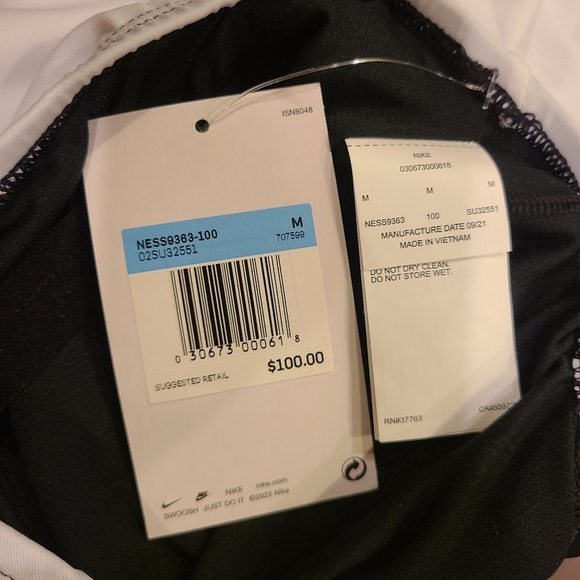 ISN8048
NESS9363-100 M
02SU32551 707599
0 30673 00061 8
SUGGESTED RETAIL $100.00
NIKE nike.com
SWOOSH JUST DO IT ©2022 Nike
NIKE
030673000618
M M M
NESS9363 100 SU32551
MANUFACTURE DATE 09/21
MADE IN VIETNAM
DO NOT DRY CLEAN.
DO NOT STORE WET.
RN#37763